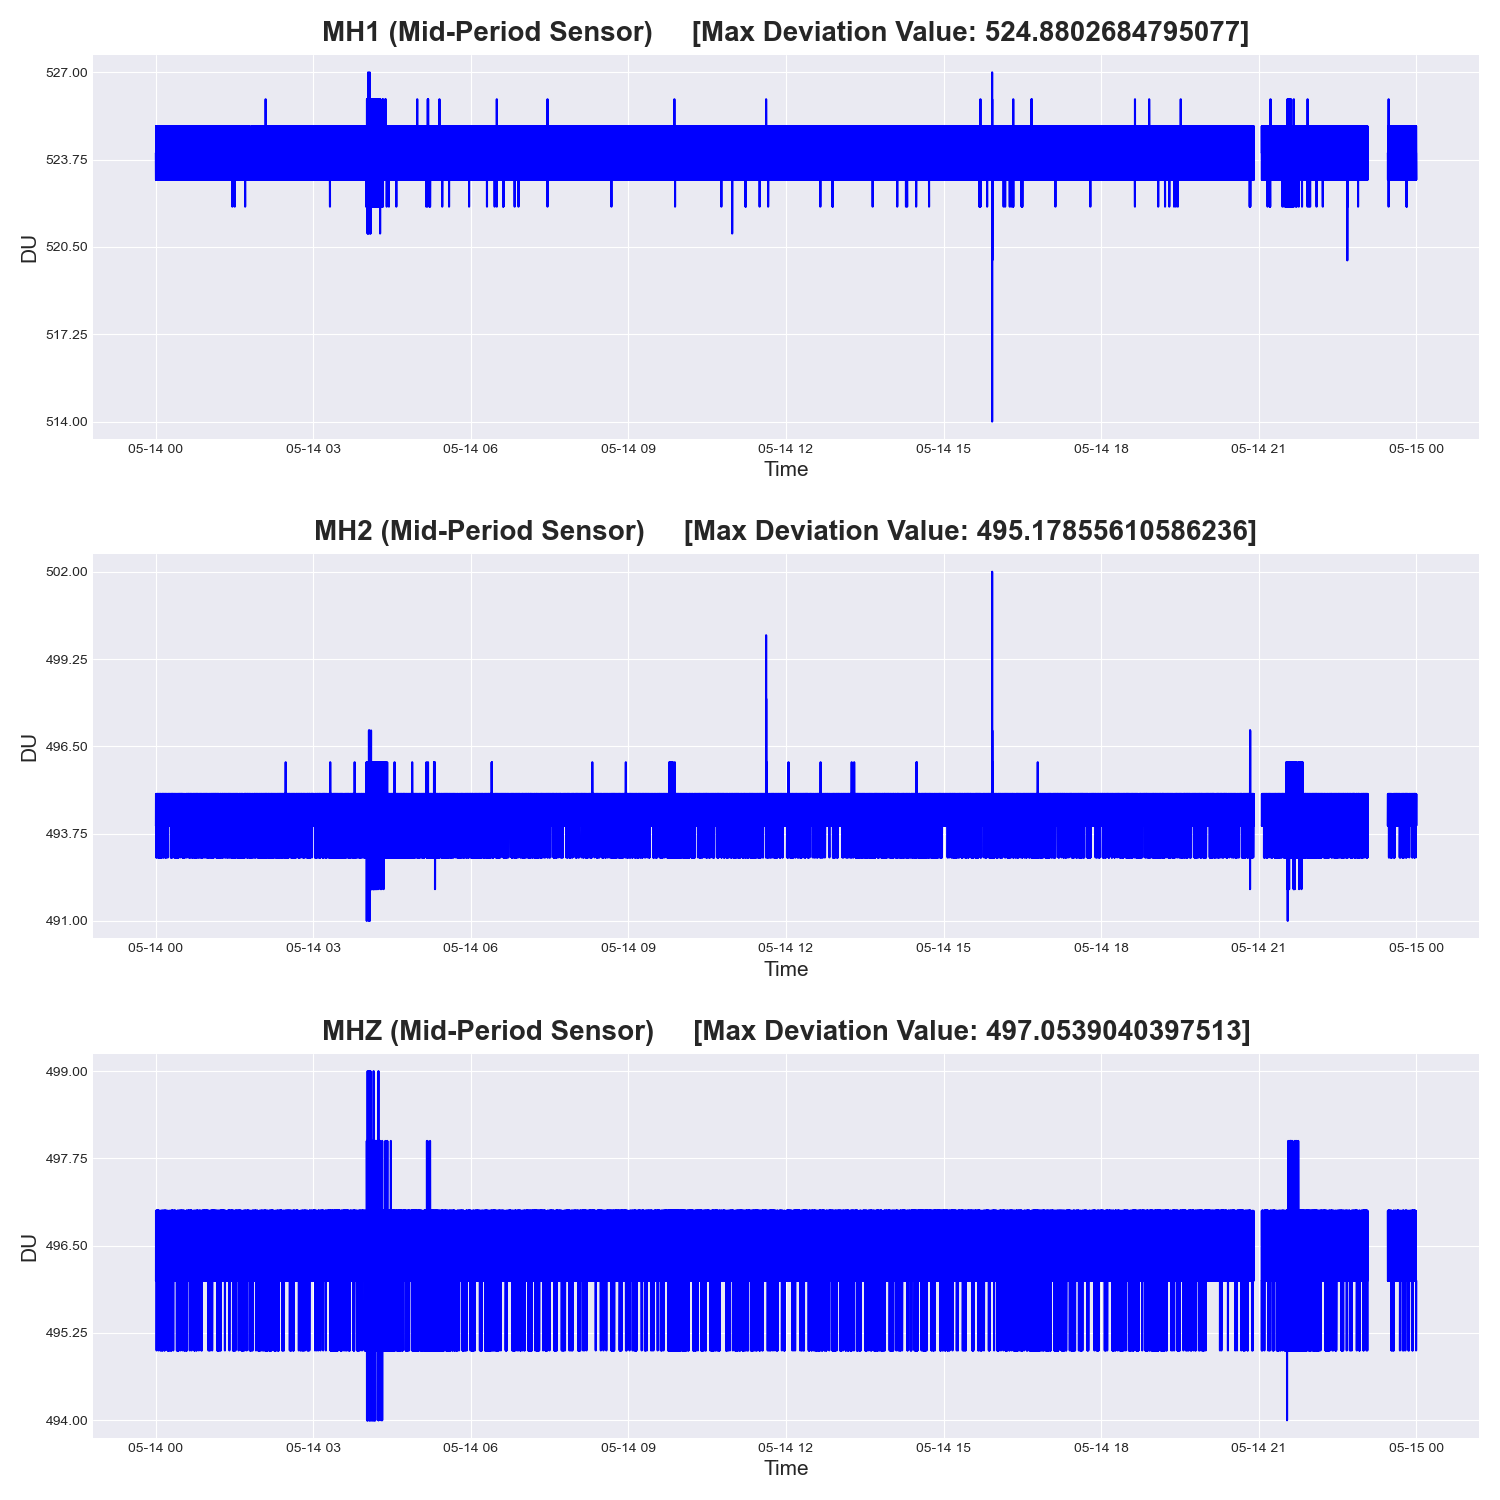 MH1 (Mid-Period Sensor) [Max Deviation Value: 524.8802684795077]
527.00
523.75
520.50
517.25
514.00
DU
05-14 00 05-14 03 05-14 06 05-14 09 05-14 12 05-14 15 05-14 18 05-14 21 05-15 00
Time
MH2 (Mid-Period Sensor) [Max Deviation Value: 495.17855610586236]
502.00
499.25
496.50
493.75
491.00
DU
05-14 00 05-14 03 05-14 06 05-14 09 05-14 12 05-14 15 05-14 18 05-14 21 05-15 00
Time
MHZ (Mid-Period Sensor) [Max Deviation Value: 497.0539040397513]
499.00
497.75
496.50
495.25
494.00
DU
05-14 00 05-14 03 05-14 06 05-14 09 05-14 12 05-14 15 05-14 18 05-14 21 05-15 00
Time